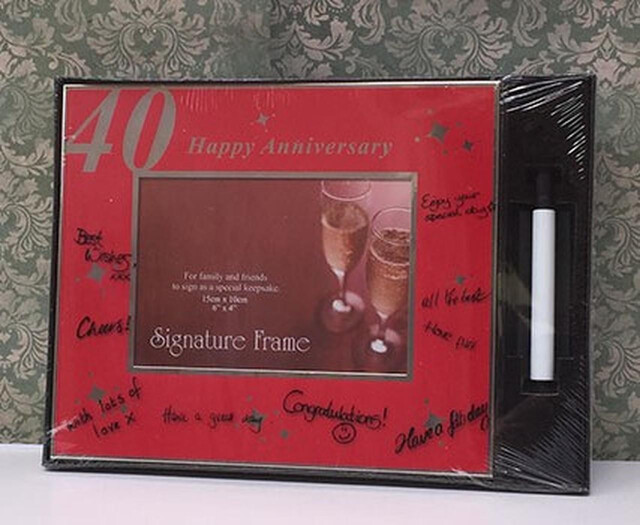 40
Happy Anniversary
Enjoy your
special day!
Best
Wishes
xxx
For family and friends
to sign as a special keepsake.
15cm x 10cm
6" x 4"
Signature Frame
all the best
Have fun
Cheers!
with lots of
love x
Have a great day
Congratulations!
Have a fab day